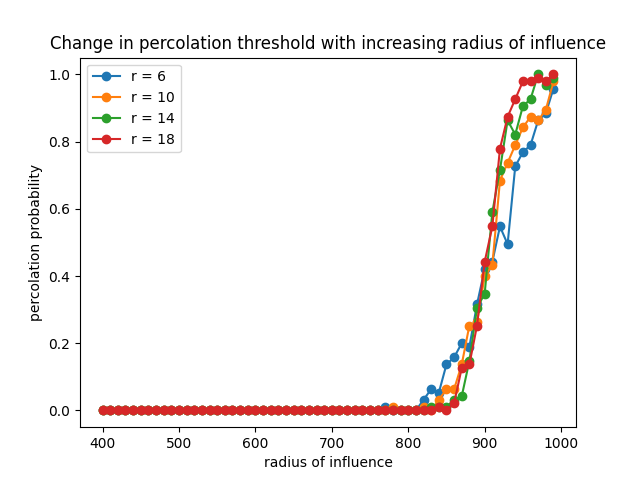 Change in percolation threshold with increasing radius of influence
1.0
0.8
0.6
0.4
0.2
0.0
percolation probability
r = 6
r = 10
r = 14
r = 18
400 500 600 700 800 900 1000
radius of influence